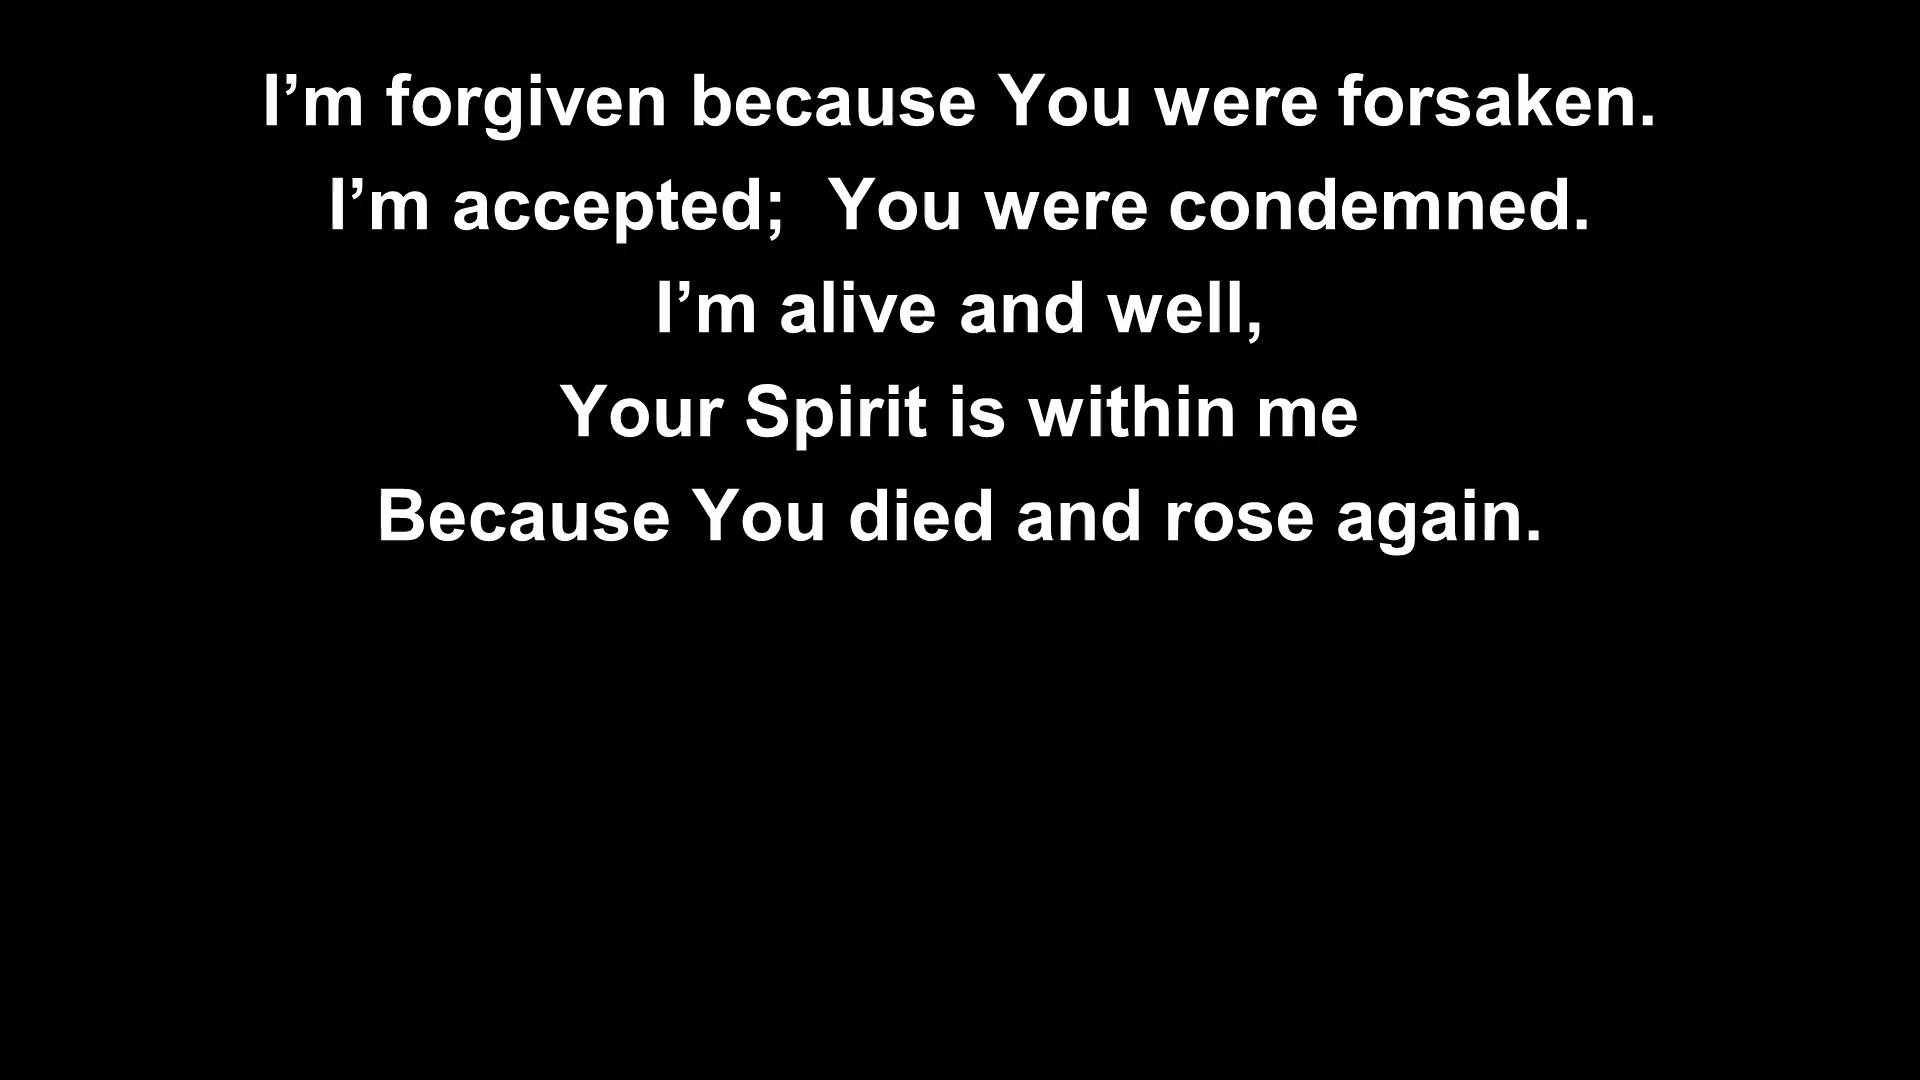 I’m forgiven because You were forsaken.
I’m accepted;  You were condemned.
I’m alive and well,
Your Spirit is within me
Because You died and rose again.